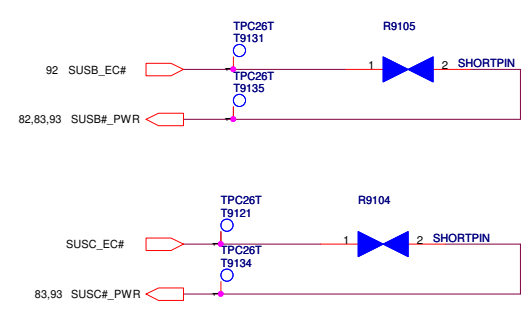 TPC26T
T9131
R9105
92 SUSB_EC#
1
2 SHORTPIN
TPC26T
T9135
82,83,93 SUSB#_PWR
TPC26T
T9121
R9104
SUSC_EC#
1
2 SHORTPIN
TPC26T
T9134
83,93 SUSC#_PWR